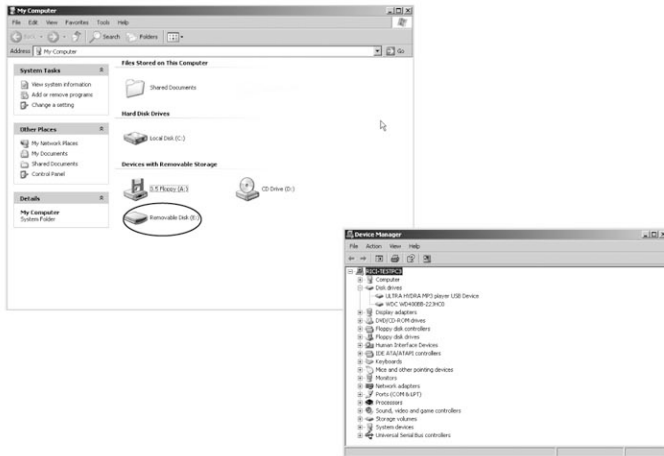 My Computer
File Edit View Favorites Tools Help
Back Search Folders
Address My Computer Go
System Tasks
View system information
Add or remove programs
Change a setting
Other Places
My Network Places
My Documents
Shared Documents
Control Panel
Details
My Computer
System Folder
Files Stored on This Computer
Shared Documents
Hard Disk Drives
Local Disk (C:)
Devices with Removable Storage
3.5 Floppy (A:) CD Drive (D:)
Removable Disk (E:)
Device Manager
File Action View Help
Computer
Disk drives
ULTRA HYDRA MP3 player USB Device
Display adapters
DVD/CD-ROM drives
Floppy disk controllers
Floppy disk drives
Human Interface Devices
IDE ATA/ATAPI controllers
Keyboards
Mice and other pointing devices
Monitors
Network adapters
Ports (COM & LPT)
Processors
Sound, video and game controllers
Storage volumes
System devices
Universal Serial Bus controllers